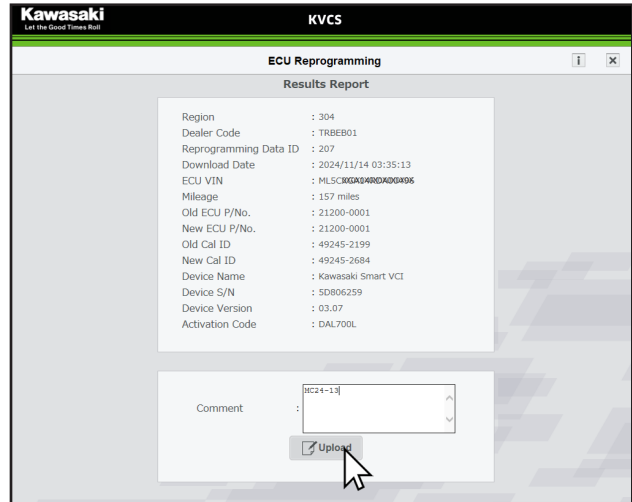 Kawasaki
Let the Good Times Roll
KVCS
ECU Reprogramming
i
x
Results Report
Region : 304
Dealer Code : TRBEB01
Reprogramming Data ID : 207
Download Date : 2024/11/14 03:35:13
ECU VIN :
Mileage : 157 miles
Old ECU P/No. : 21200-0001
New ECU P/No. : 21200-0001
Old Cal ID : 49245-2199
New Cal ID : 49245-2684
Device Name : Kawasaki Smart VCI
Device S/N : 5D806259
Device Version : 03.07
Activation Code : DAL700L
MC24-13
Comment :
Upload